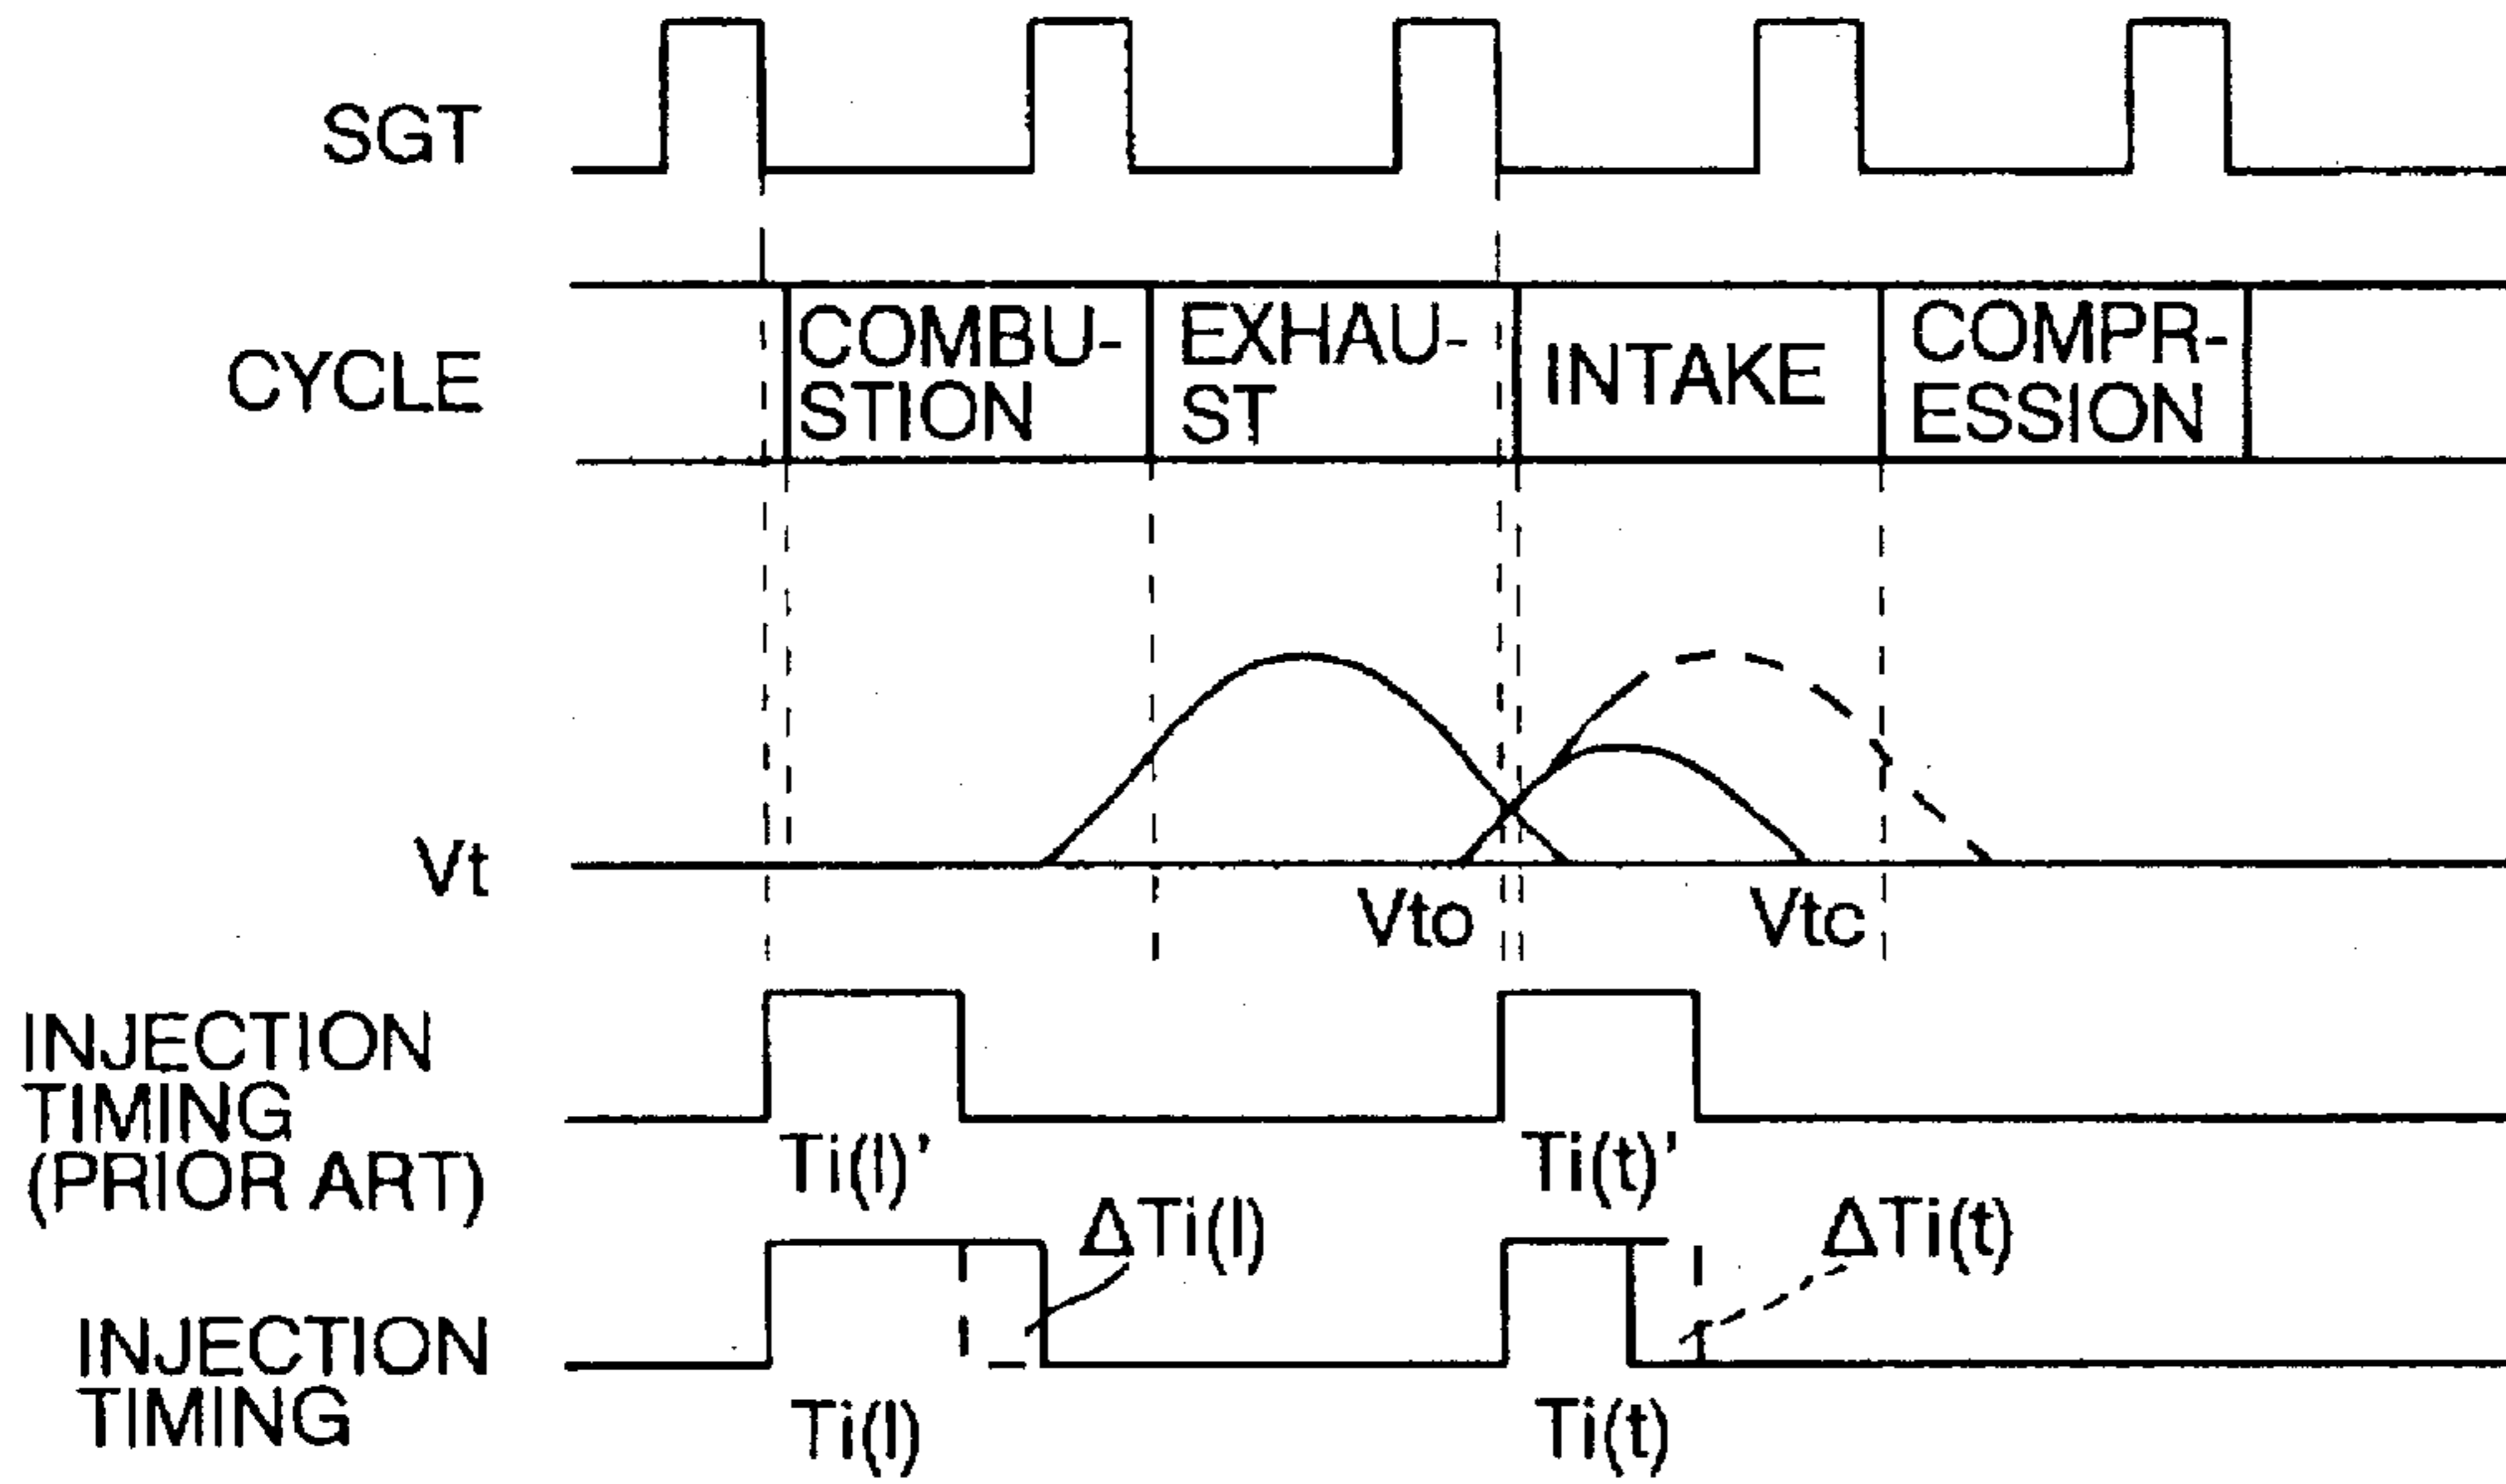 SGT
CYCLE
COMBU-
STION
EXHAU-
ST
INTAKE
COMPR-
ESSION
Vt
Vto
Vtc
INJECTION
TIMING
(PRIOR ART)
Ti(l)’
Ti(t)'
ΔTi(l)
ΔTi(t)
INJECTION
TIMING
Ti(l)
Ti(t)